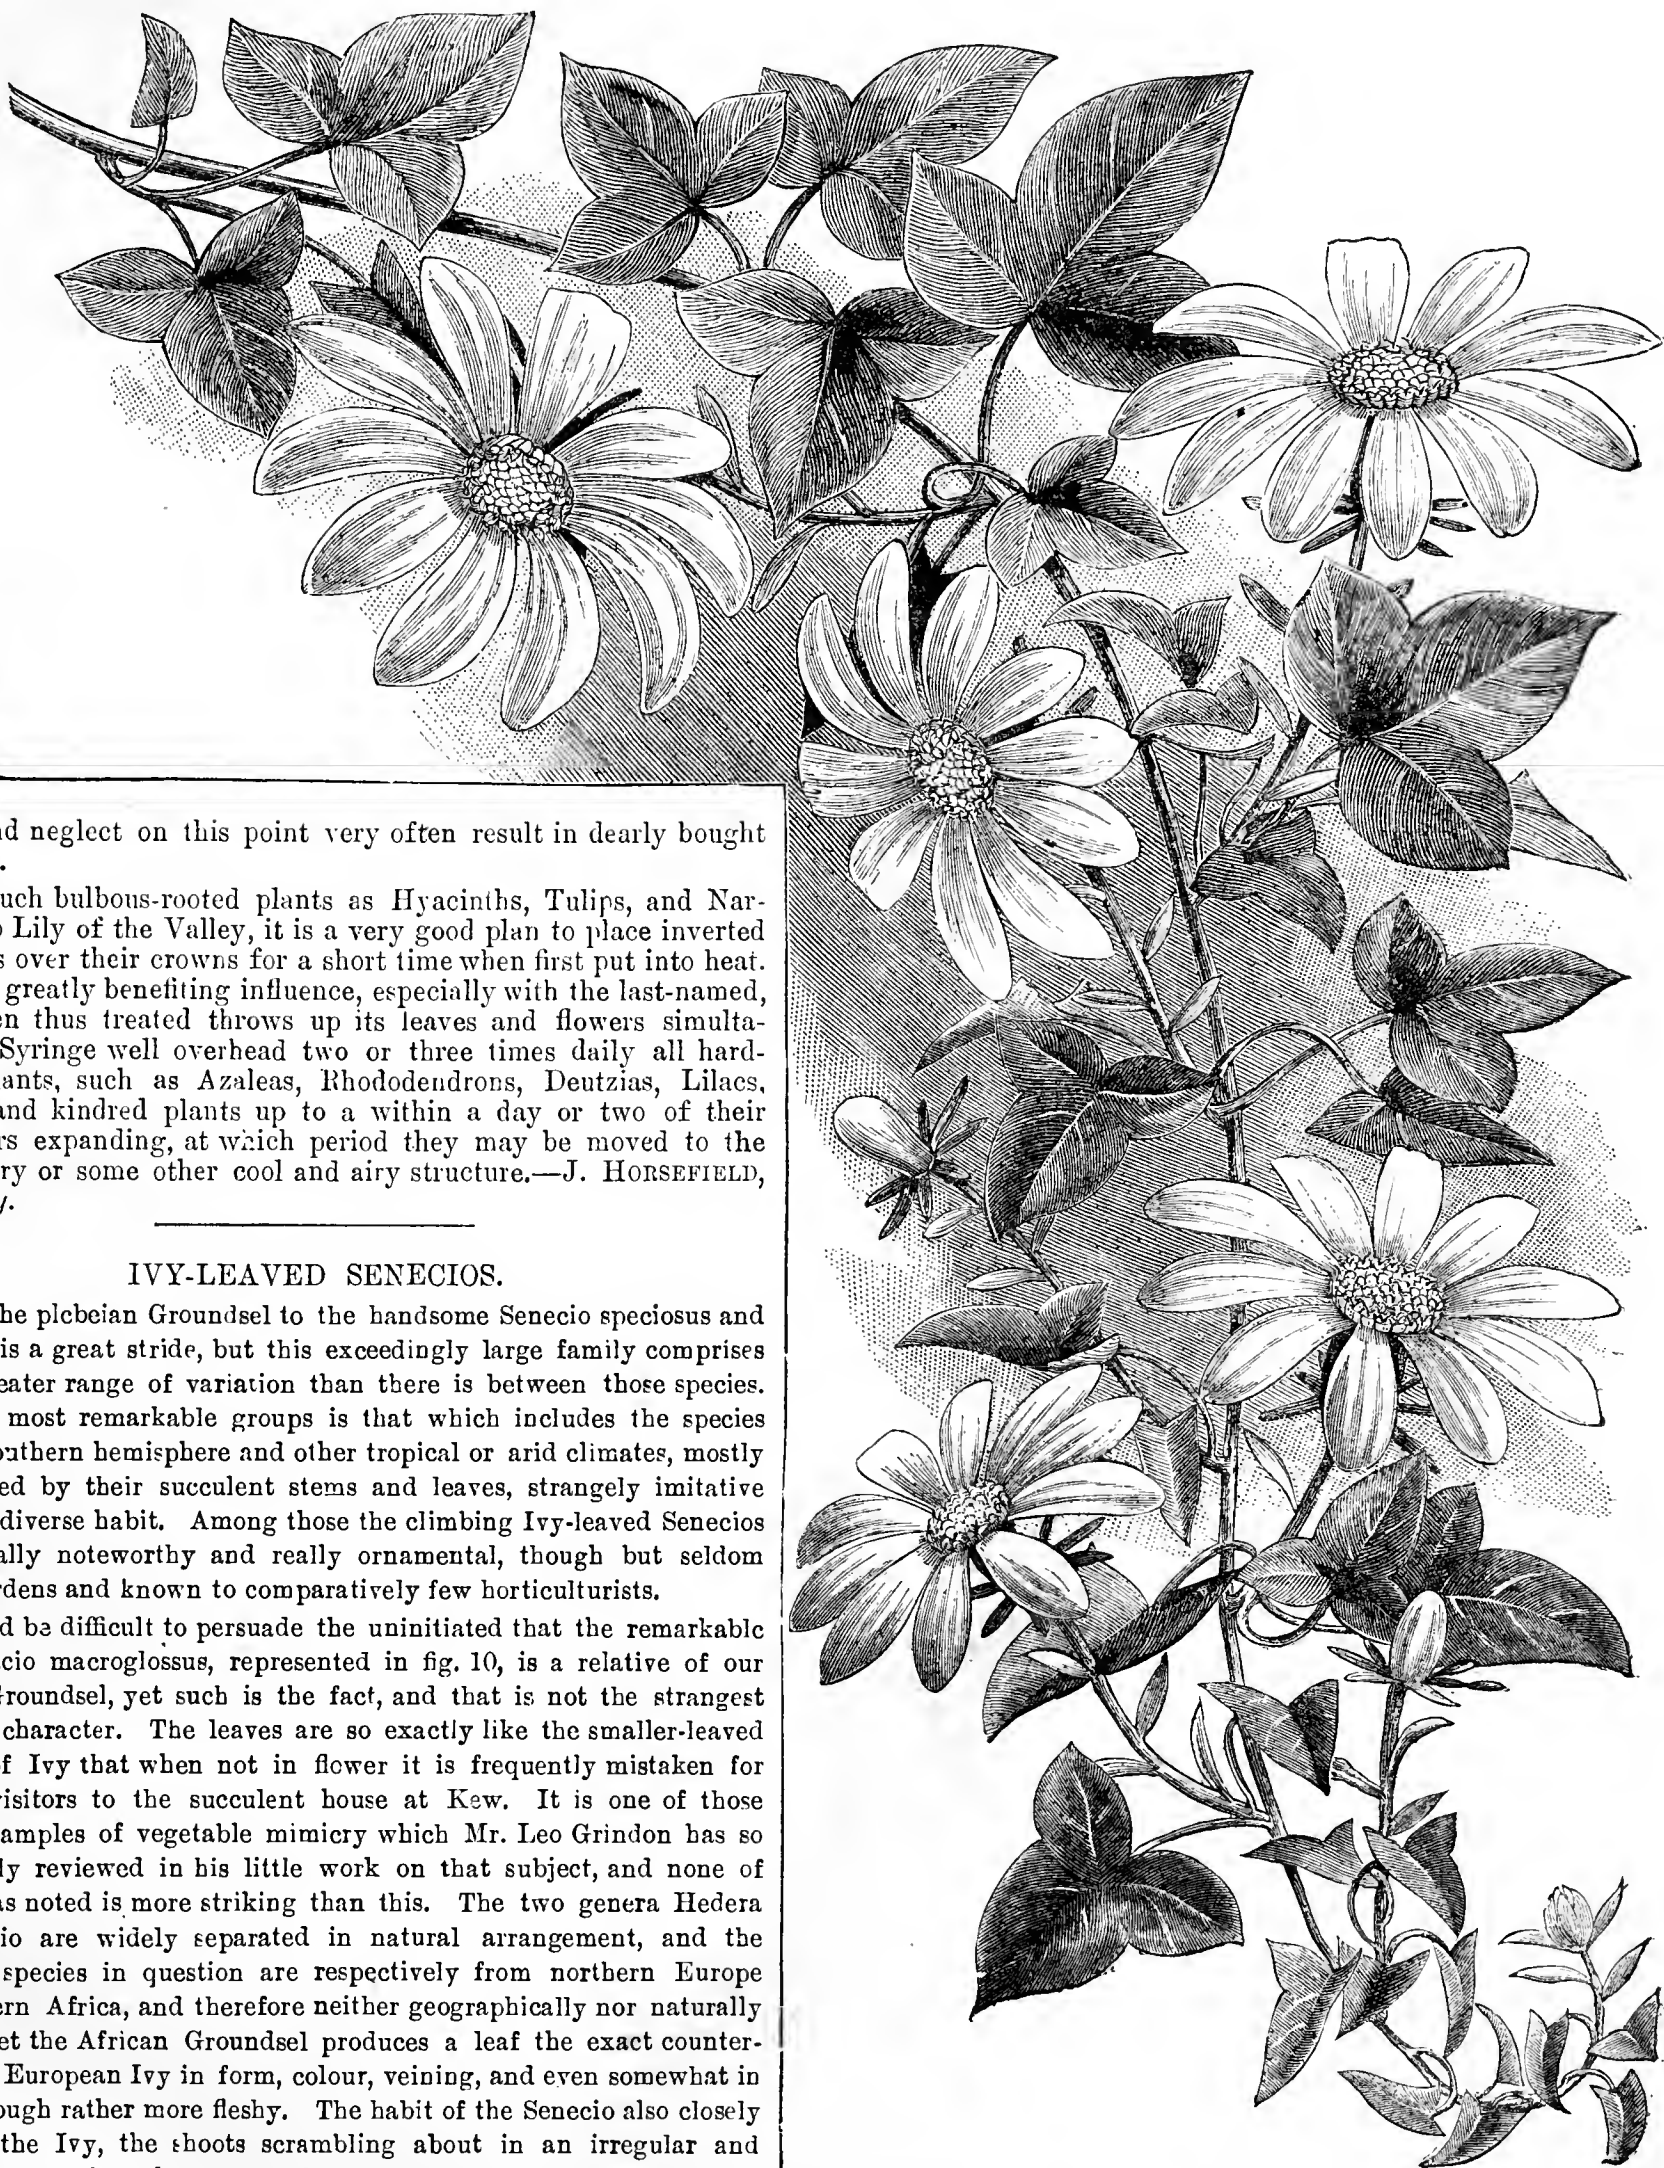 neglect on this point very often result in dearly bought
.
uch bulbous-rooted plants as Hyacinths, Tulips, and Nar-
Lily of the Valley, it is a very good plan to place inverted
s over their crowns for a short time when first put into heat.
greatly benefiting influence, especially with the last-named,
en thus treated throws up its leaves and flowers simulta-
Syringe well overhead two or three times daily all hard-
ants, such as Azaleas, Rhododendrons, Deutzias, Lilacs,
and kindred plants up to a within a day or two of their
rs expanding, at which period they may be moved to the
ry or some other cool and airy structure.—J. HORSEFIELD,
y.
IVY-LEAVED SENECIOS.
he plebeian Groundsel to the handsome Senecio speciosus and
is a great stride, but this exceedingly large family comprises
eater range of variation than there is between those species.
most remarkable groups is that which includes the species
outhern hemisphere and other tropical or arid climates, mostly
ed by their succulent stems and leaves, strangely imitative
diverse habit. Among those the climbing Ivy-leaved Senecios
ally noteworthy and really ornamental, though but seldom
dens and known to comparatively few horticulturists.
d be difficult to persuade the uninitiated that the remarkable
cio macroglossus, represented in fig. 10, is a relative of our
roundsel, yet such is the fact, and that is not the strangest
character. The leaves are so exactly like the smaller-leaved
f Ivy that when not in flower it is frequently mistaken for
isitors to the succulent house at Kew. It is one of those
amples of vegetable mimicry which Mr. Leo Grindon has so
ly reviewed in his little work on that subject, and none of
as noted is more striking than this. The two genera Hedera
io are widely separated in natural arrangement, and the
species in question are respectively from northern Europe
ern Africa, and therefore neither geographically nor naturally
et the African Groundsel produces a leaf the exact counter-
European Ivy in form, colour, veining, and even somewhat in
ough rather more fleshy. The habit of the Senecio also closely
the Ivy, the shoots scrambling about in an irregular and